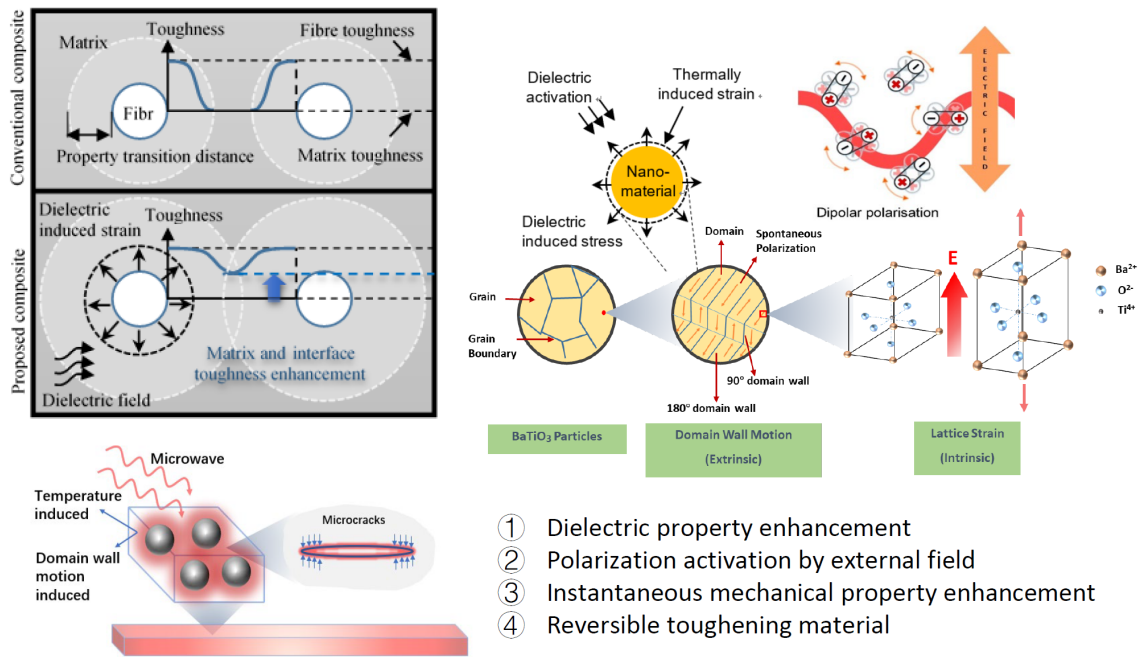 Conventional composite
Matrix
Toughness
Fibre toughness
Fibr
Property transition distance
Matrix toughness
Proposed composite
Dielectric
induced strain
Toughness
Matrix and interface
toughness enhancement
Dielectric field
Microwave
Temperature
induced
Domain wall
motion
induced
Microcracks
Dielectric
activation
Thermally
induced strain
Nano-
material
Dielectric
induced stress
ELECTRIC FIELD
Dipolar polarisation
Domain
Spontaneous
Polarization
Grain
Grain
Boundary
90° domain wall
180° domain wall
E
Ba2+
O2-
Ti4+
BaTiO3 Particles
Domain Wall Motion
(Extrinsic)
Lattice Strain
(Intrinsic)
① Dielectric property enhancement
② Polarization activation by external field
③ Instantaneous mechanical property enhancement
④ Reversible toughening material